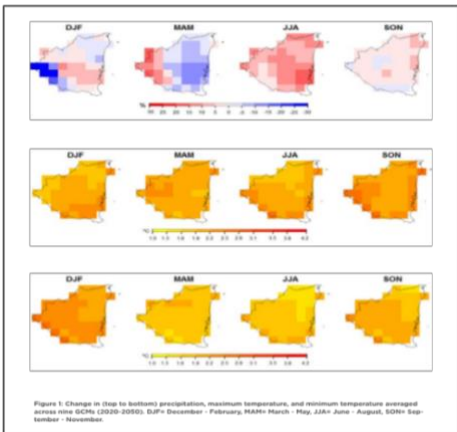 DJF MAM JJA SON
%
DJF MAM JJA SON
°C
DJF MAM JJA SON
°C
Figure 1: Change in (top to bottom) precipitation, maximum temperature, and minimum temperature averaged
across nine GCMs (2020-2050). DJF= December - February, MAM= March - May, JJA= June - August, SON= Sep-
tember - November.